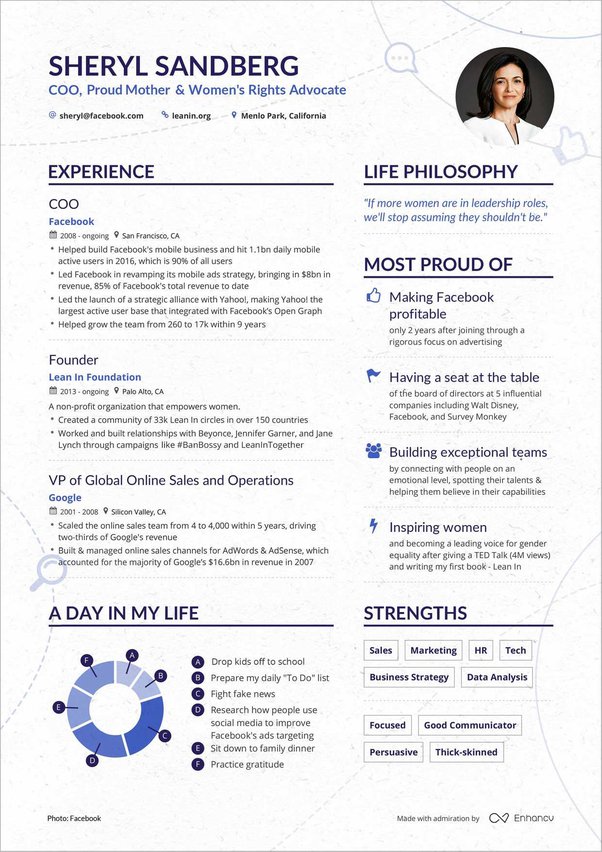 SHERYL SANDBERG
COO, Proud Mother & Women's Rights Advocate
@ sheryl@facebook.com leanin.org Menlo Park, California
EXPERIENCE
COO
Facebook
2008 - ongoing San Francisco, CA
• Helped build Facebook's mobile business and hit 1.1bn daily mobile
active users in 2016, which is 90% of all users
• Led Facebook in revamping its mobile ads strategy, bringing in $8bn in
revenue, 85% of Facebook's total revenue to date
• Led the launch of a strategic alliance with Yahoo!, making Yahoo! the
largest active user base that integrated with Facebook's Open Graph
• Helped grow the team from 260 to 17k within 9 years
Founder
Lean In Foundation
2013 - ongoing Palo Alto, CA
A non-profit organization that empowers women.
• Created a community of 33k Lean In circles in over 150 countries
• Worked and built relationships with Beyonce, Jennifer Garner, and Jane
Lynch through campaigns like #BanBossy and LeanInTogether
VP of Global Online Sales and Operations
Google
2001 - 2008 Silicon Valley, CA
• Scaled the online sales team from 4 to 4,000 within 5 years, driving
two-thirds of Google's revenue
• Built & managed online sales channels for AdWords & AdSense, which
accounted for the majority of Google's $16.6bn in revenue in 2007
A DAY IN MY LIFE
A
B
C
D
E
F
A Drop kids off to school
B Prepare my daily "To Do" list
C Fight fake news
D Research how people use
social media to improve
Facebook's ads targeting
E Sit down to family dinner
F Practice gratitude
LIFE PHILOSOPHY
"If more women are in leadership roles,
we'll stop assuming they shouldn't be."
MOST PROUD OF
Making Facebook
profitable
only 2 years after joining through a
rigorous focus on advertising
Having a seat at the table
of the board of directors at 5 influential
companies including Walt Disney,
Facebook, and Survey Monkey
Building exceptional teams
by connecting with people on an
emotional level, spotting their talents &
helping them believe in their capabilities
Inspiring women
and becoming a leading voice for gender
equality after giving a TED Talk (4M views)
and writing my first book - Lean In
STRENGTHS
Sales Marketing HR Tech
Business Strategy Data Analysis
Focused Good Communicator
Persuasive Thick-skinned
Photo: Facebook
Made with admiration by Enhancv